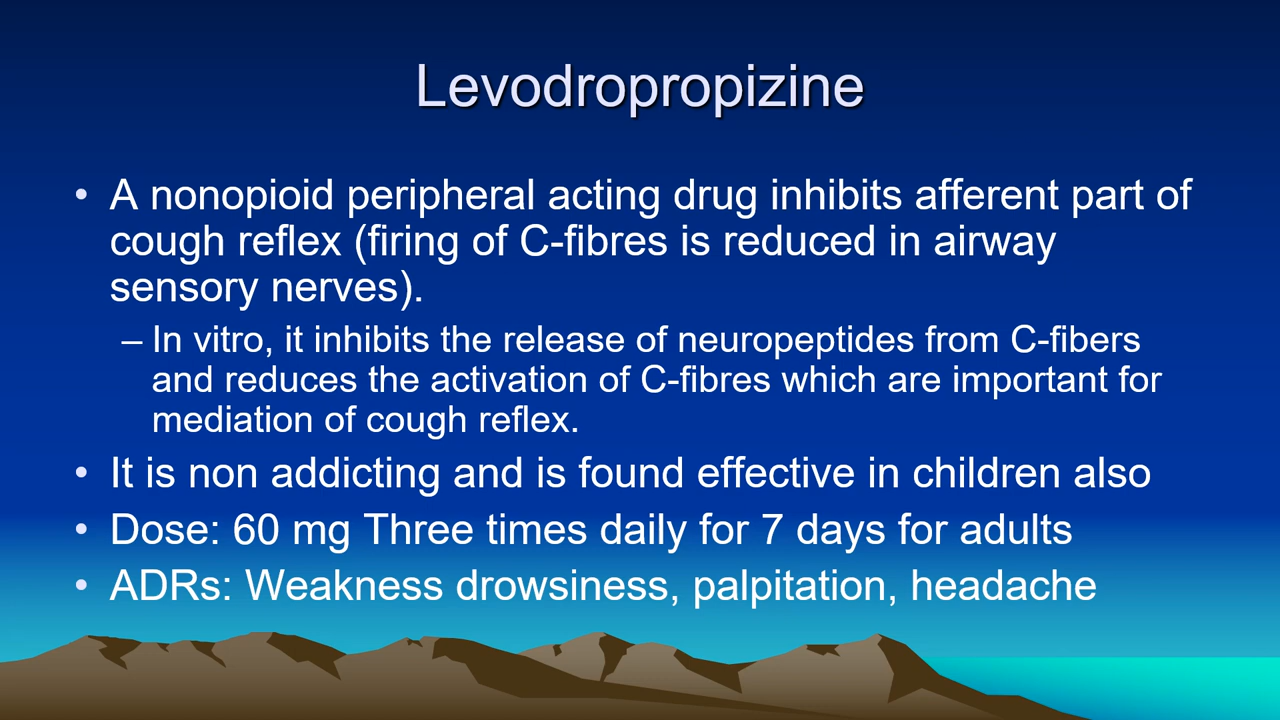 Levodropropizine
• A nonopioid peripheral acting drug inhibits afferent part of
cough reflex (firing of C-fibres is reduced in airway
sensory nerves).
– In vitro, it inhibits the release of neuropeptides from C-fibers
and reduces the activation of C-fibres which are important for
mediation of cough reflex.
• It is non addicting and is found effective in children also
• Dose: 60 mg Three times daily for 7 days for adults
• ADRs: Weakness drowsiness, palpitation, headache